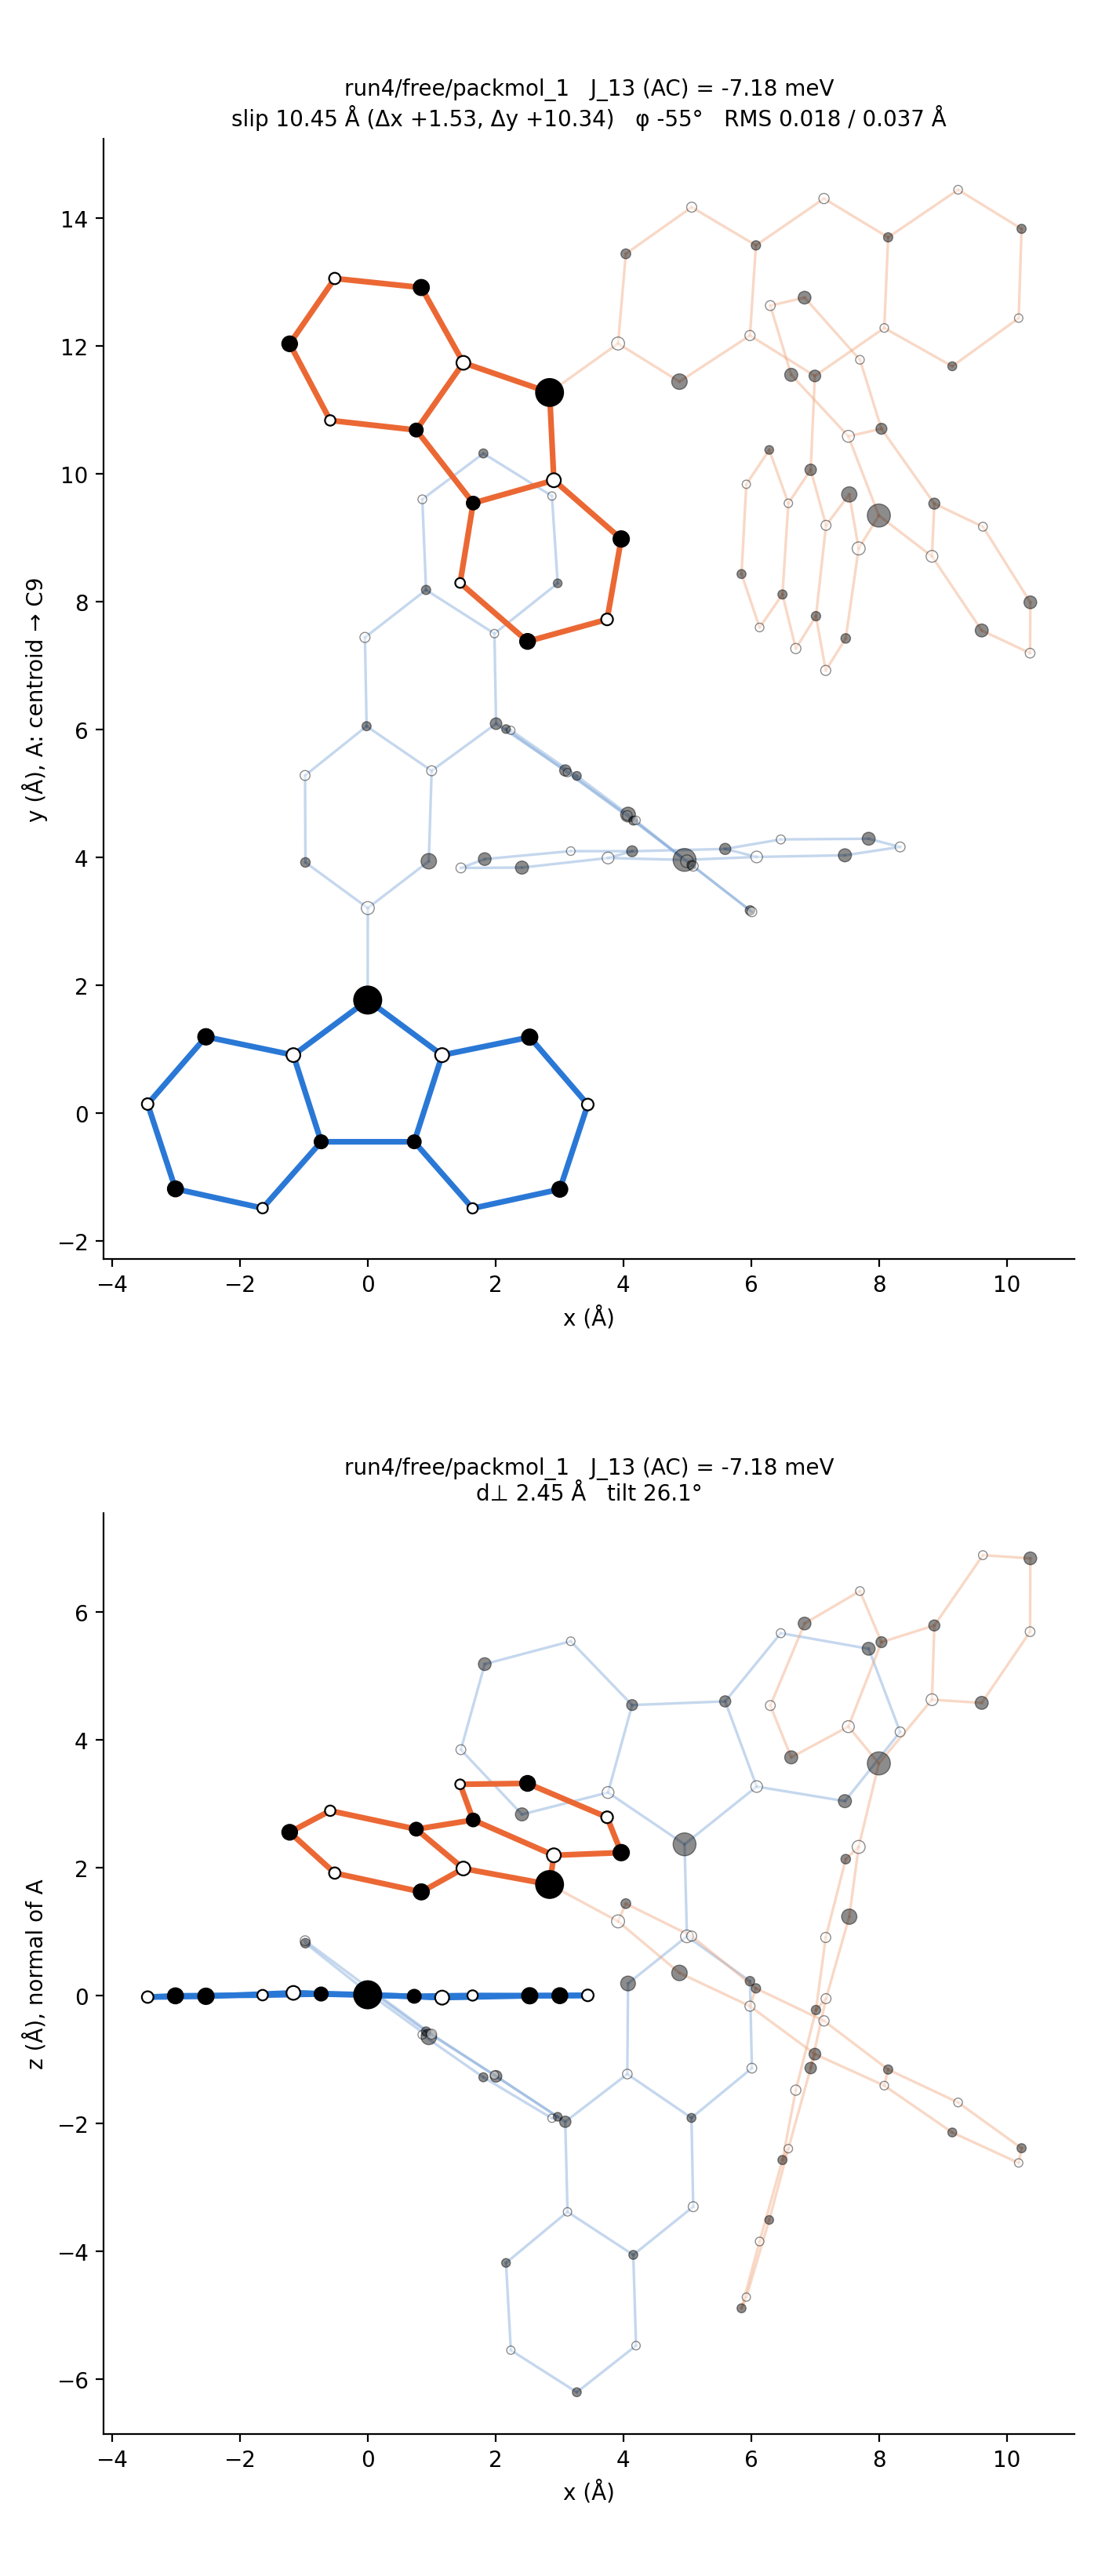 run4/free/packmol_1 J_13 (AC) = -7.18 meV
slip 10.45 Å (Δx +1.53, Δy +10.34) φ -55° RMS 0.018 / 0.037 Å
14
12
10
8
6
4
2
0
−2
y (Å), A: centroid → C9
−4 −2 0 2 4 6 8 10
x (Å)
run4/free/packmol_1 J_13 (AC) = -7.18 meV
d⊥ 2.45 Å tilt 26.1°
6
4
2
0
−2
−4
−6
z (Å), normal of A
−4 −2 0 2 4 6 8 10
x (Å)